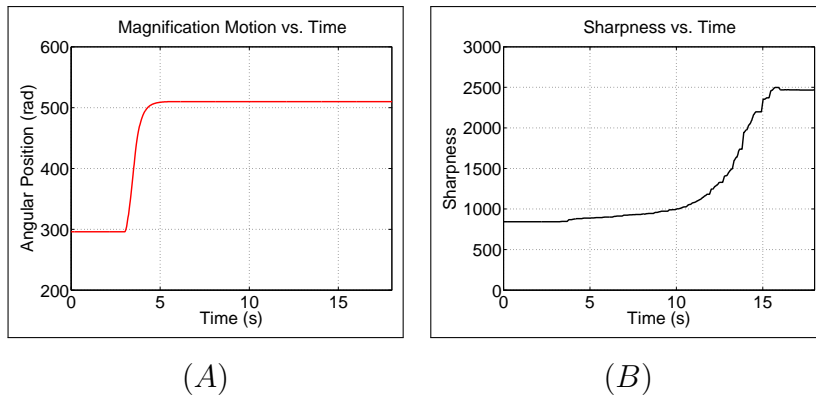 Magnification Motion vs. Time
600
500
400
300
200
Angular Position (rad)
0 5 10 15
Time (s)
(A)
Sharpness vs. Time
3000
2500
2000
1500
1000
500
0
Sharpness
0 5 10 15
Time (s)
(B)